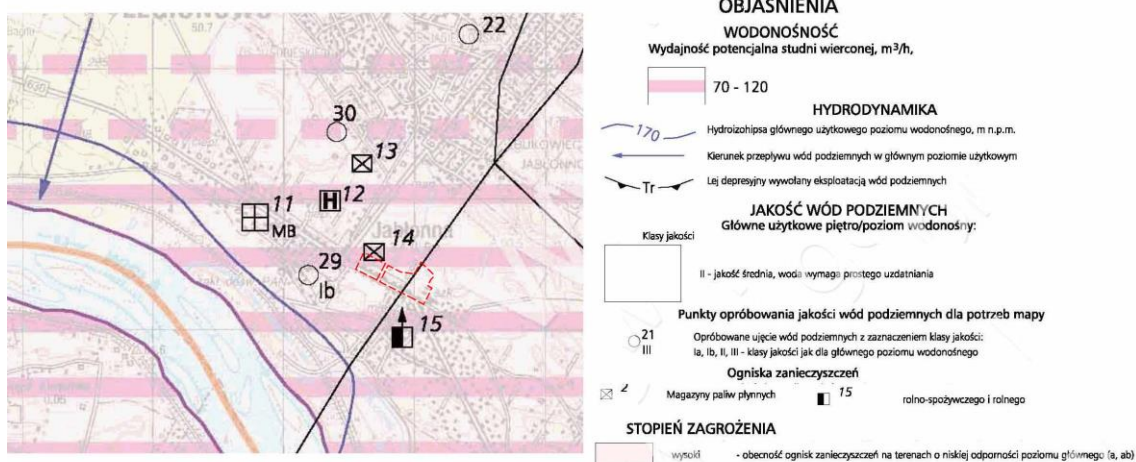 LEGIONOWO
50.7
22
630
30
13
12
H
11
MB
Jabłonna
14
29
Ib
15
OBJAŚNIENIA
WODONOŚNOŚĆ
Wydajność potencjalna studni wierconej, m³/h,
70 - 120
HYDRODYNAMIKA
170
Hydroizohipsa głównego użytkowego poziomu wodonośnego, m n.p.m.
Kierunek przepływu wód podziemnych w głównym poziomie użytkowym
Tr
Lej depresyjny wywołany eksploatacją wód podziemnych
JAKOŚĆ WÓD PODZIEMNYCH
Główne użytkowe piętro/poziom wodonośny:
Klasy jakości
II - jakość średnia, woda wymaga prostego uzdatniania
Punkty opróbowania jakości wód podziemnych dla potrzeb mapy
21
III
Opróbowane ujęcie wód podziemnych z zaznaczeniem klasy jakości:
Ia, Ib, II, III - klasy jakości jak dla głównego poziomu wodonośnego
Ogniska zanieczyszczeń
2
Magazyny paliw płynnych
15
rolno-spożywczego i rolnego
STOPIEŃ ZAGROŻENIA
wysoki
- obecność ognisk zanieczyszczeń na terenach o niskiej odporności poziomu głównego (a, ab)